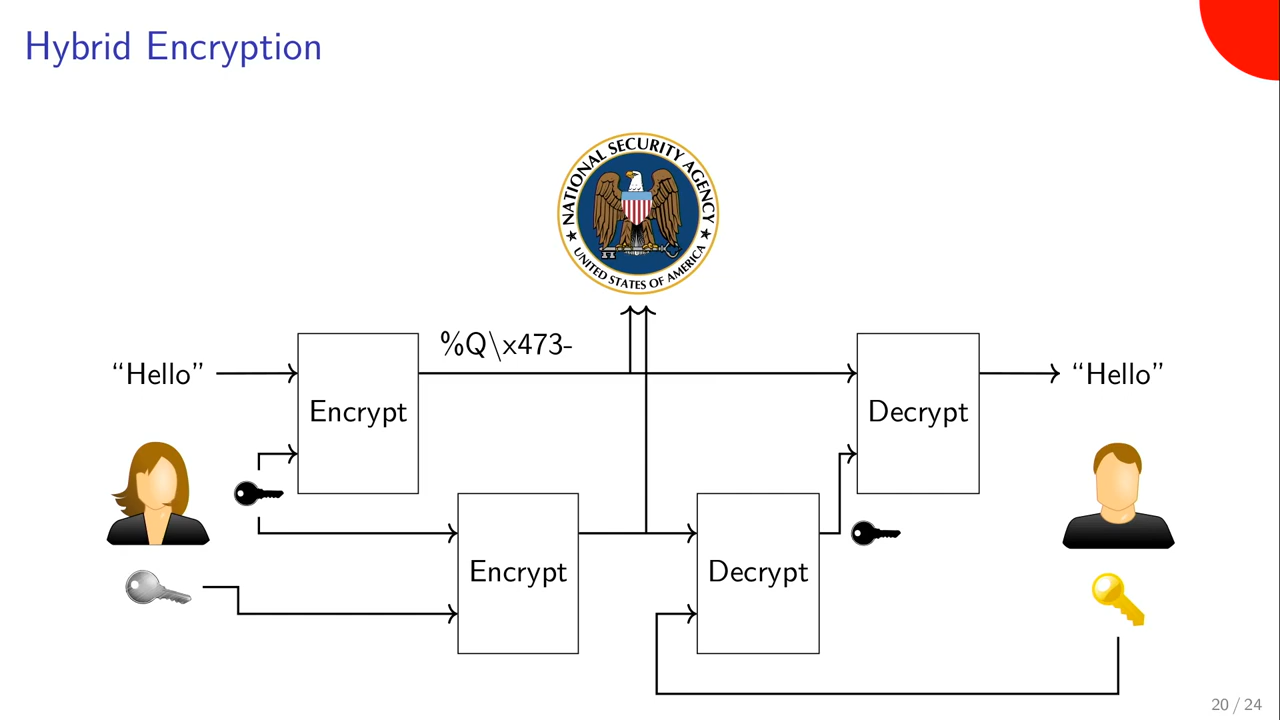 Hybrid Encryption
NATIONAL SECURITY AGENCY
UNITED STATES OF AMERICA
%Q\x473-
“Hello”
“Hello”
Encrypt
Decrypt
Encrypt
Decrypt
20 / 24